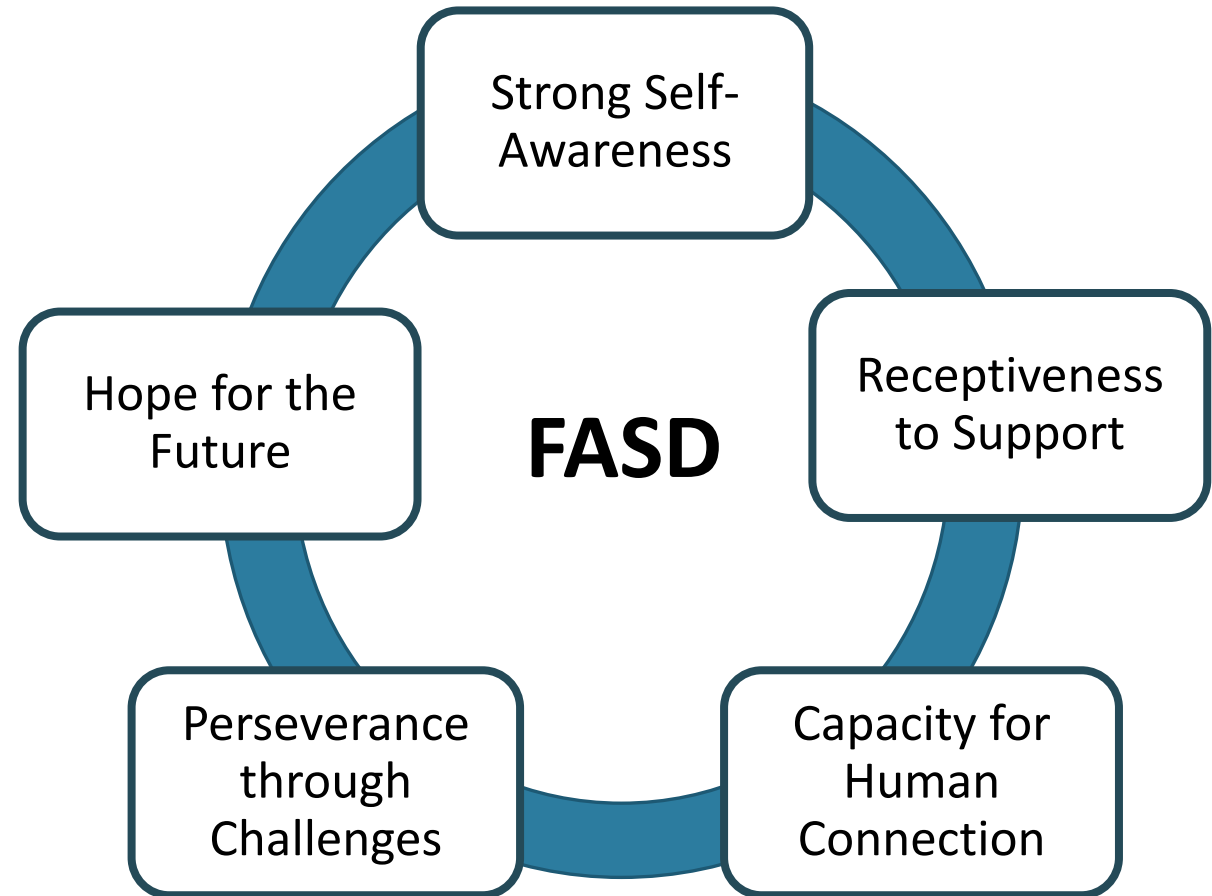 Strong Self-
Awareness
Receptiveness
to Support
Capacity for
Human
Connection
Perseverance
through
Challenges
Hope for the
Future
FASD